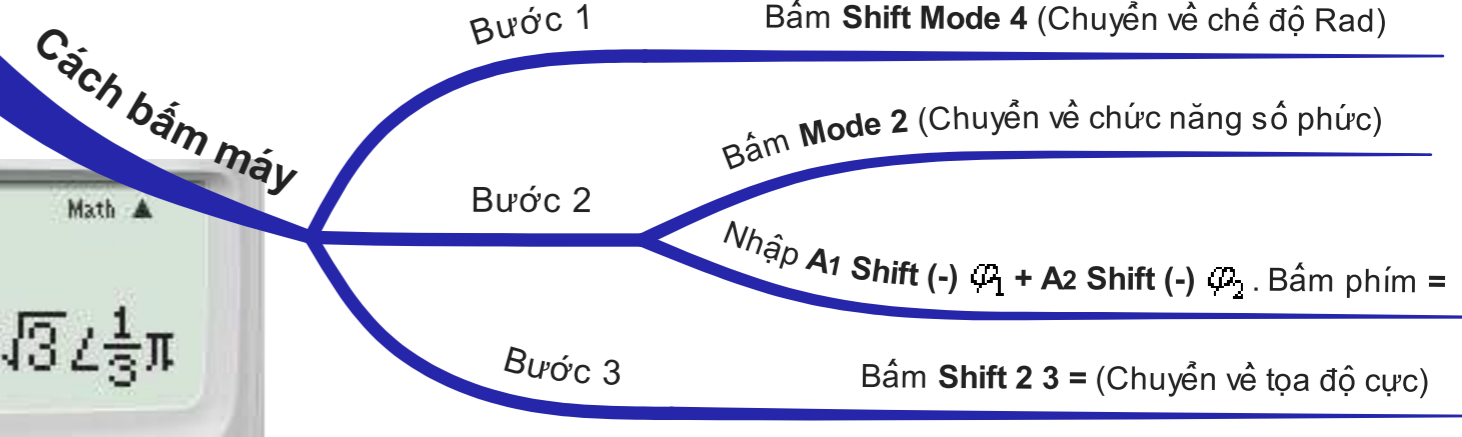 Cách bấm máy
Bước 1
Bấm Shift Mode 4 (Chuyển về chế độ Rad)
Bước 2
Bấm Mode 2 (Chuyển về chức năng số phức)
Nhập A1 Shift (-) φ1 + A2 Shift (-) φ2 . Bấm phím =
Bước 3
Bấm Shift 2 3 = (Chuyển về tọa độ cực)
Math ▲
√3∠1/3π